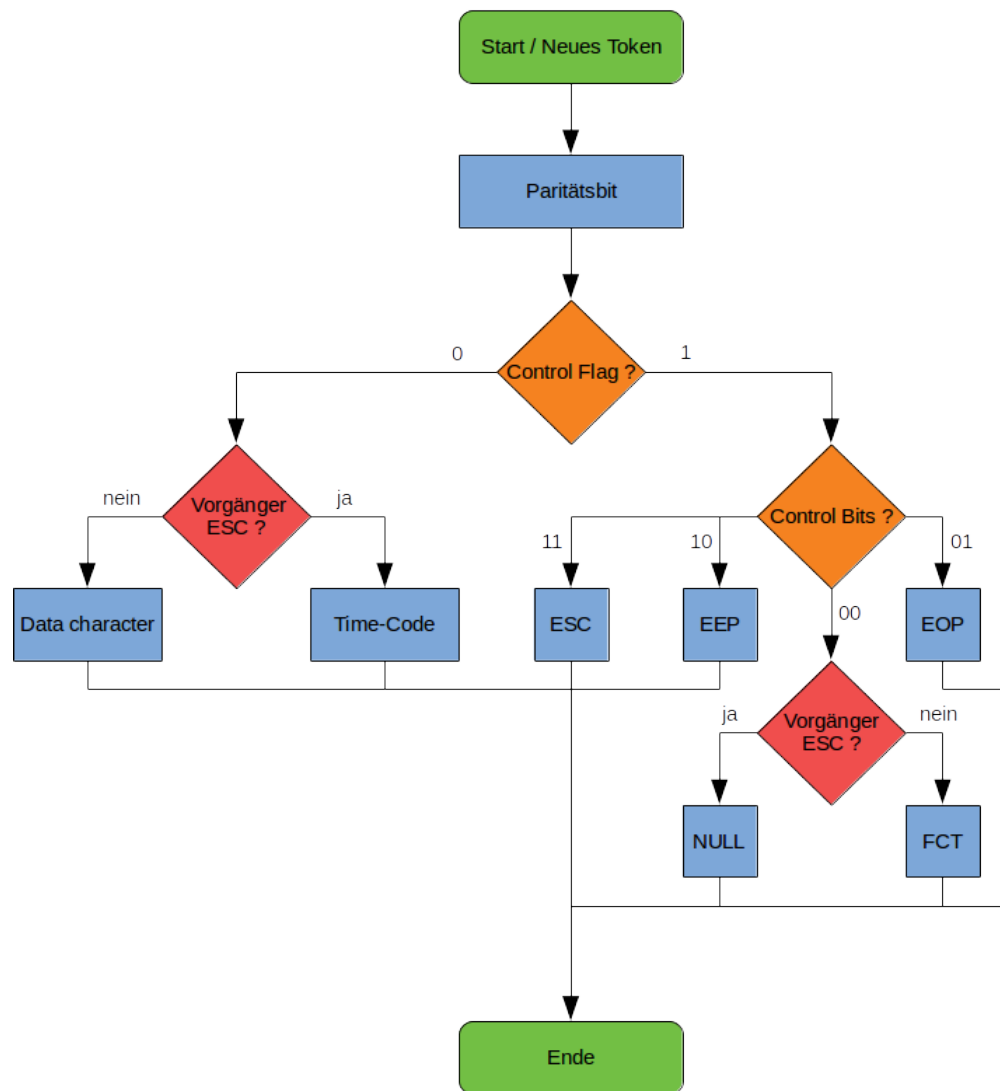 Start / Neues Token
Paritätsbit
0
1
Control Flag ?
nein
Vorgänger
ESC ?
ja
Control Bits ?
11
10
01
Data character
Time-Code
ESC
EEP
00
EOP
ja
Vorgänger
ESC ?
nein
NULL
FCT
Ende